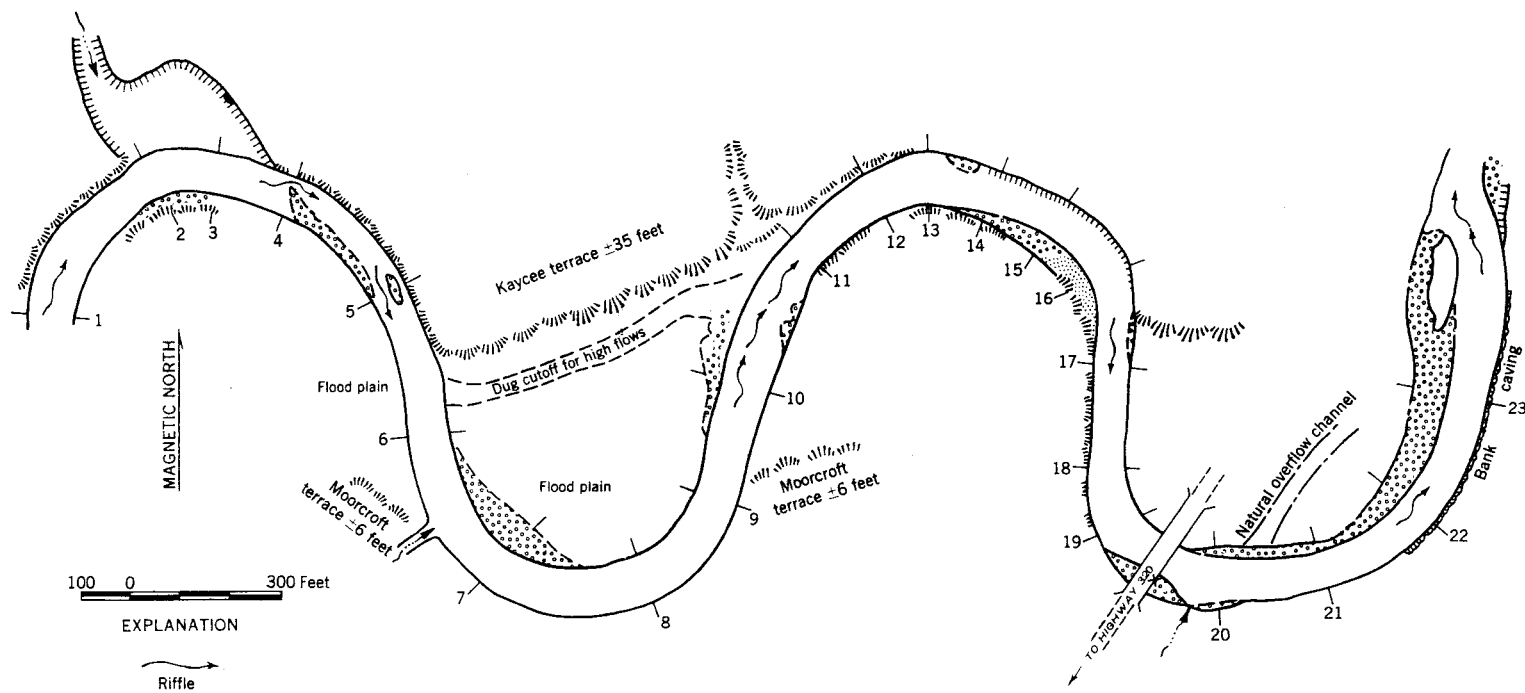 1
2
3
4
5
6
7
8
9
10
11
12
13
14
15
16
17
18
19
20
21
22
23
Kaycee terrace ±35 feet
Dug cutoff for high flows
Flood plain
MAGNETIC NORTH
Moorcroft
terrace ±6 feet
Flood plain
Moorcroft
terrace ±6 feet
Natural overflow channel
TO HIGHWAY 320
Bank caving
100 0 300 Feet
EXPLANATION
Riffle